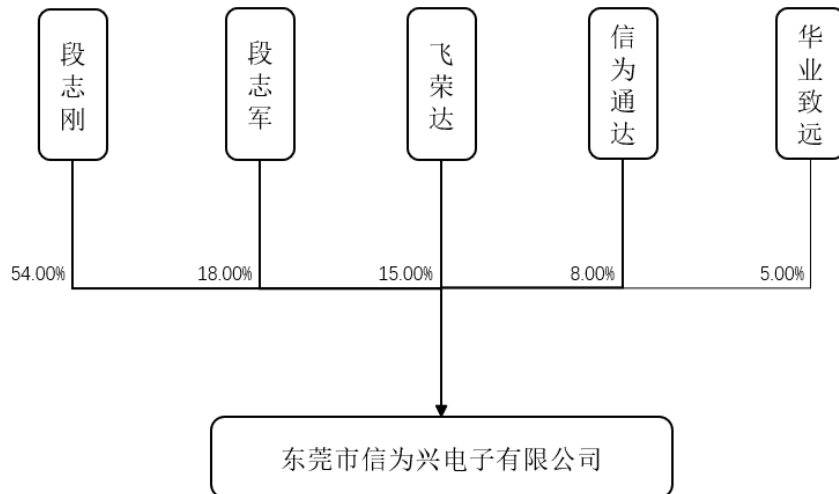 段志刚
段志军
飞荣达
信为通达
华业致远
54.00%
18.00%
15.00%
8.00%
5.00%
东莞市信为兴电子有限公司